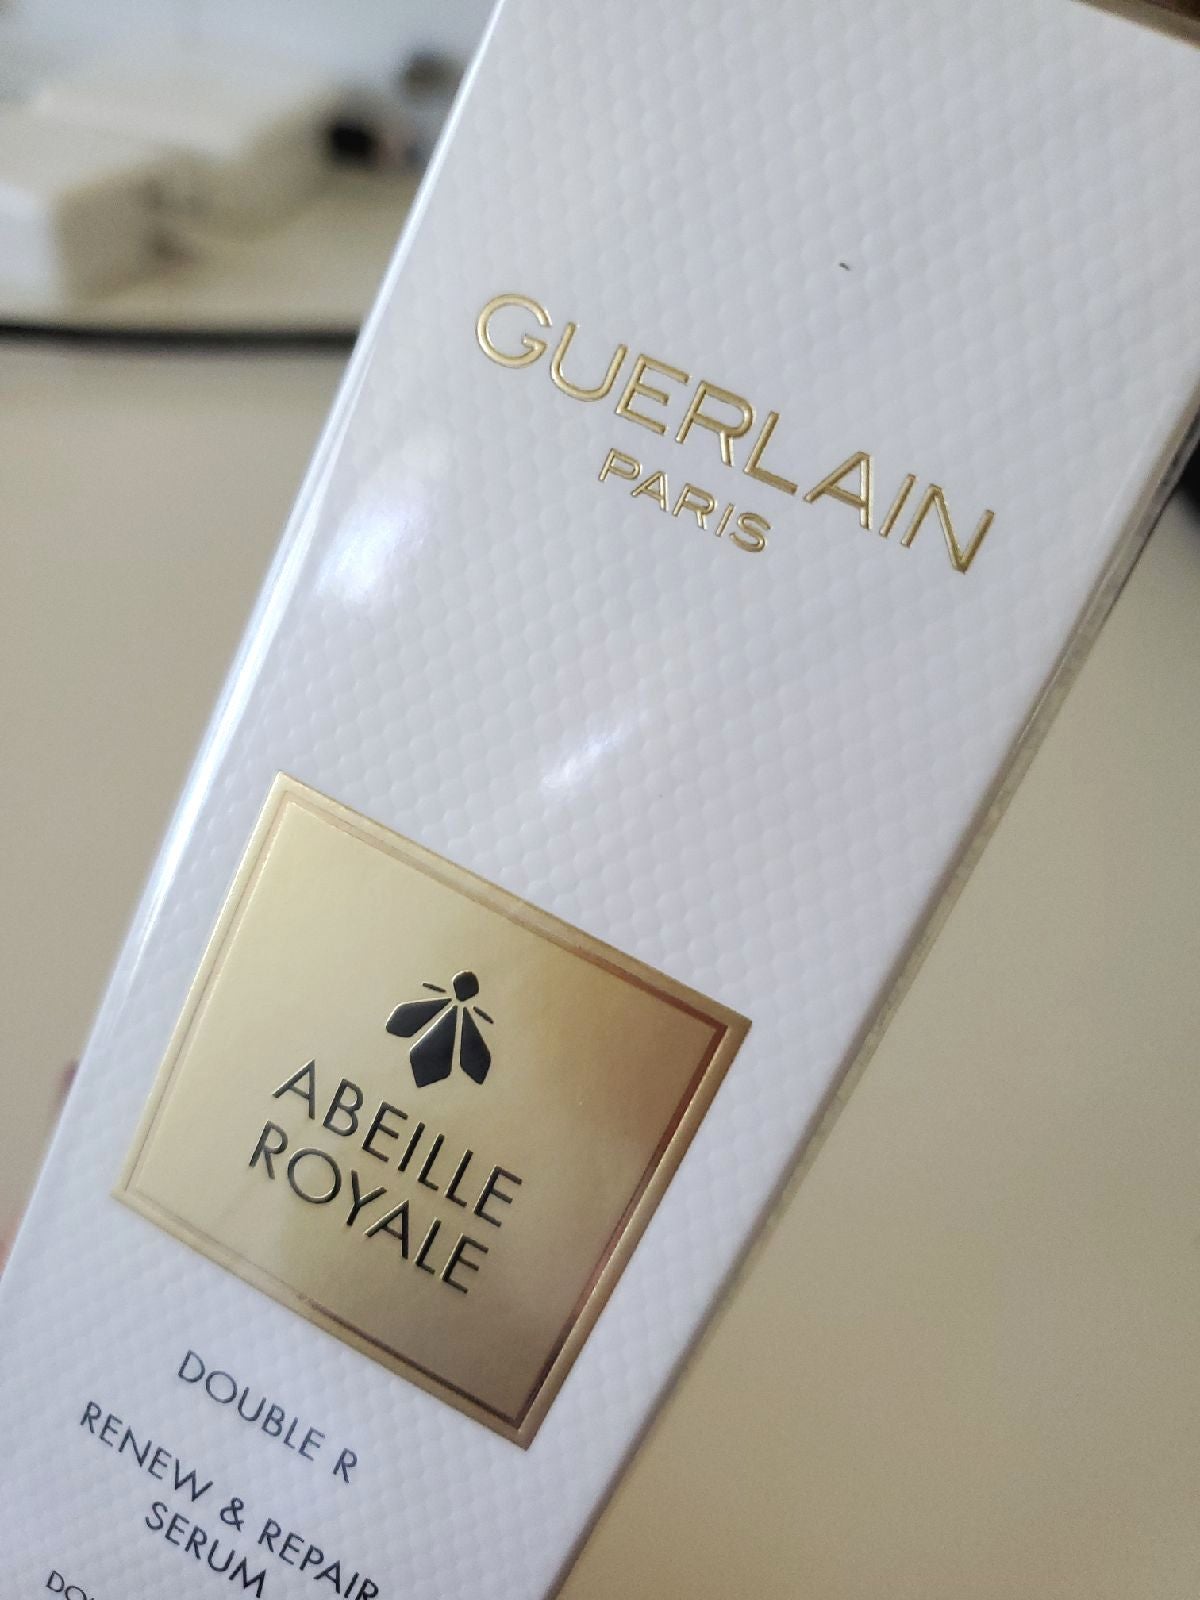 GUERLAIN
PARIS
ABEILLE
ROYALE
DOUBLE R
RENEW & REPAIR
SERUM